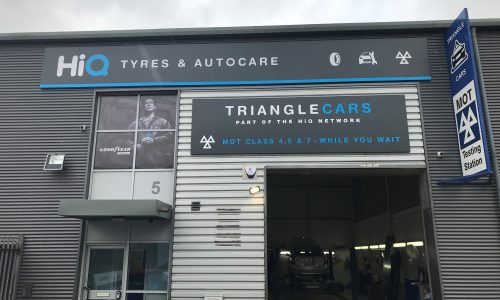 HiQ TYRES & AUTOCARE
TRIANGLECARS
PART OF THE HiQ NETWORK
MOT CLASS 4,5 & 7 - WHILE YOU WAIT
GOODYEAR
5
TRIANGLE
CARS
MOT
Testing
Station